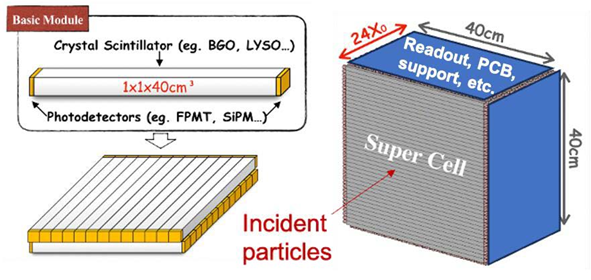 Basic Module
Crystal Scintillator (eg. BGO, LYSO...)
1x1x40cm³
Photodetectors (eg. FPMT, SiPM...)
24X₀
40cm
Readout, PCB,
support, etc.
Super Cell
40cm
Incident
particles